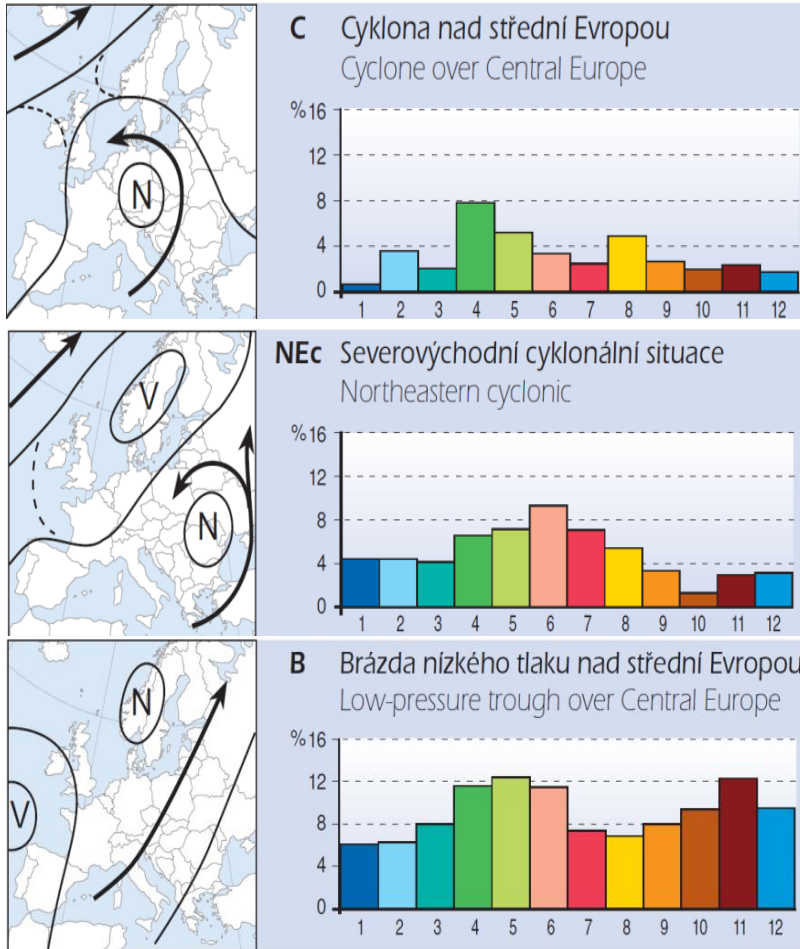 C Cyklona nad střední Evropou
Cyclone over Central Europe
%16
12
8
4
0
1 2 3 4 5 6 7 8 9 10 11 12
N
NEc Severovýchodní cyklonální situace
Northeastern cyclonic
%16
12
8
4
0
1 2 3 4 5 6 7 8 9 10 11 12
V
N
B Brázda nízkého tlaku nad střední Evropou
Low-pressure trough over Central Europe
%16
12
8
4
0
1 2 3 4 5 6 7 8 9 10 11 12
N
V